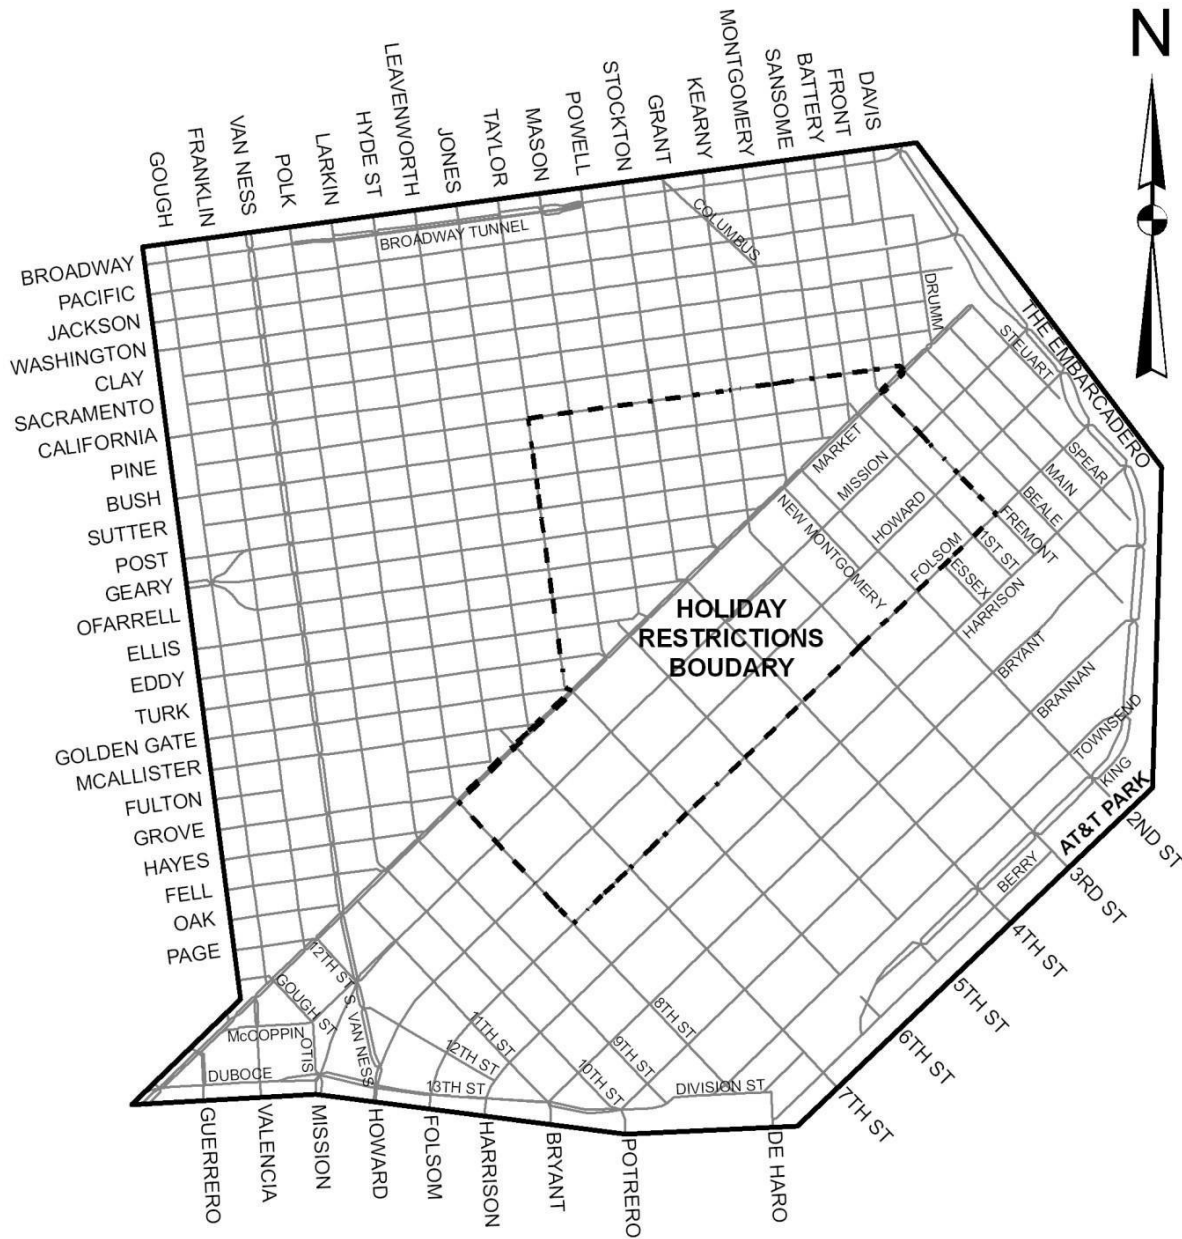 N
GOUGH
FRANKLIN
VAN NESS
POLK
LARKIN
HYDE ST
LEAVENWORTH
JONES
TAYLOR
MASON
POWELL
STOCKTON
GRANT
KEARNY
MONTGOMERY
SANSOME
BATTERY
FRONT
DAVIS
BROADWAY
PACIFIC
JACKSON
WASHINGTON
CLAY
SACRAMENTO
CALIFORNIA
PINE
BUSH
SUTTER
POST
GEARY
OFARRELL
ELLIS
EDDY
TURK
GOLDEN GATE
MCALLISTER
FULTON
GROVE
HAYES
FELL
OAK
PAGE
BROADWAY TUNNEL
COLUMBUS
DRUMM
THE EMBARCADERO
STEUART
SPEAR
MAIN
BEALE
FREMONT
1ST ST
ESSEX
MARKET
MISSION
HOWARD
FOLSOM
HARRISON
NEW MONTGOMERY
BRYANT
BRANNAN
TOWNSEND
KING
BERRY
AT&T PARK
HOLIDAY
RESTRICTIONS
BOUDARY
2ND ST
3RD ST
4TH ST
5TH ST
6TH ST
7TH ST
8TH ST
9TH ST
10TH ST
11TH ST
12TH ST
13TH ST
DIVISION ST
12TH ST
GOUGH ST
S. VAN NESS
McCOPPIN
OTIS
DUBOCE
GUERRERO
VALENCIA
MISSION
HOWARD
FOLSOM
HARRISON
BRYANT
POTRERO
DE HARO